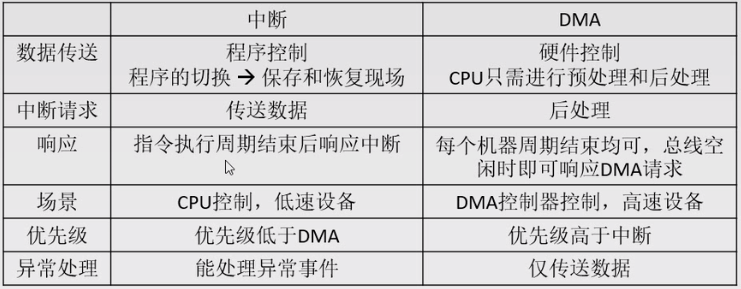 中断 DMA
数据传送 程序控制 硬件控制
程序的切换 → 保存和恢复现场 CPU只需进行预处理和后处理
中断请求 传送数据 后处理
响应 指令执行周期结束后响应中断 每个机器周期结束均可，总线空
闲时即可响应DMA请求
场景 CPU控制，低速设备 DMA控制器控制，高速设备
优先级 优先级低于DMA 优先级高于中断
异常处理 能处理异常事件 仅传送数据